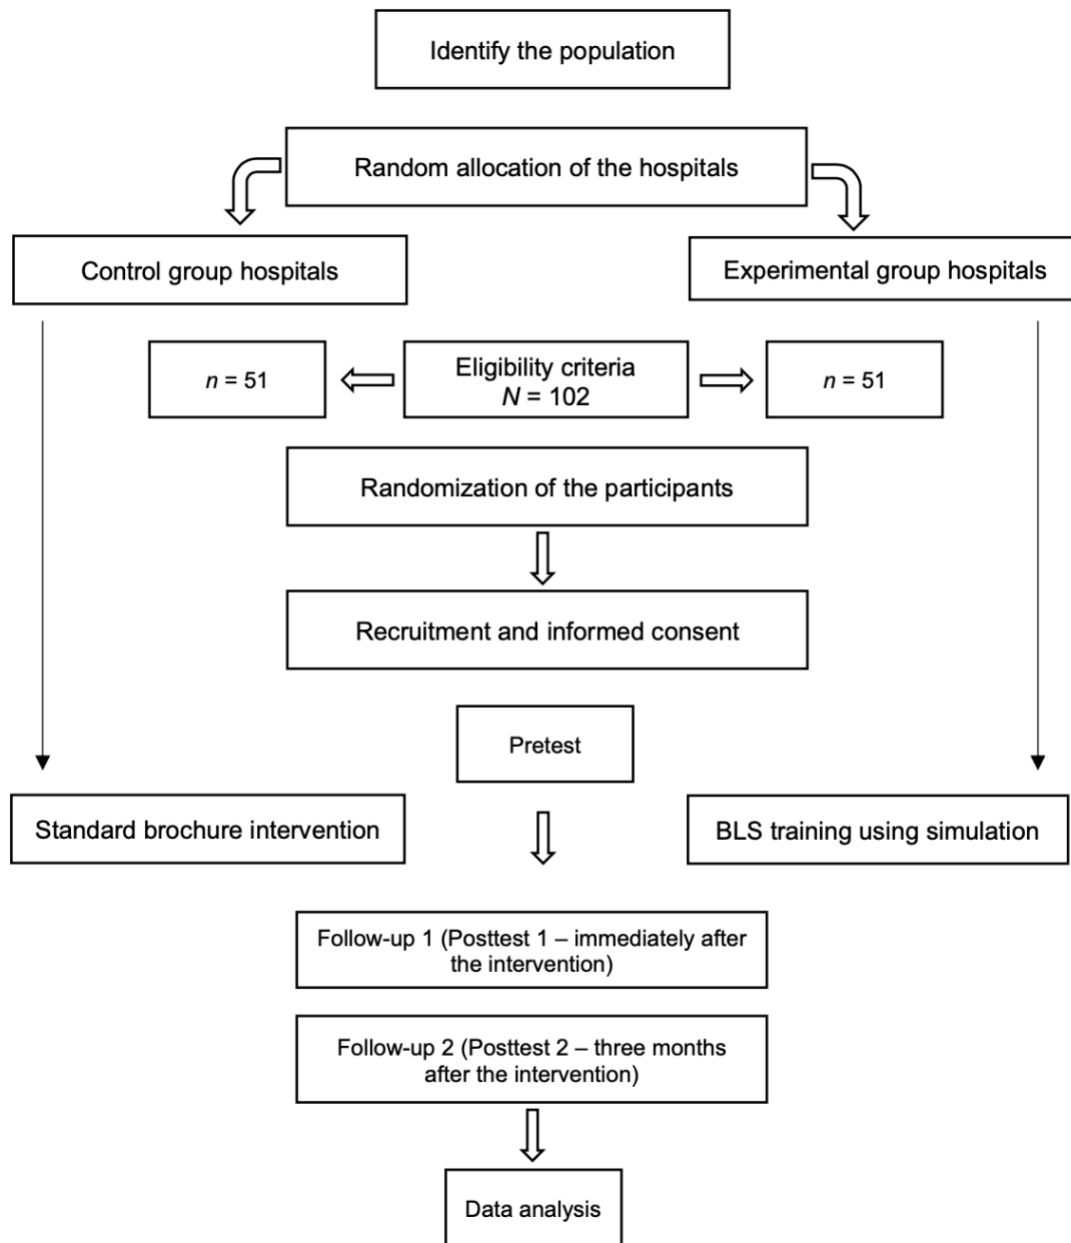 Identify the population
Random allocation of the hospitals
Control group hospitals
Experimental group hospitals
n = 51
Eligibility criteria
N = 102
n = 51
Randomization of the participants
Recruitment and informed consent
Pretest
Standard brochure intervention
BLS training using simulation
Follow-up 1 (Posttest 1 – immediately after
the intervention)
Follow-up 2 (Posttest 2 – three months
after the intervention)
Data analysis